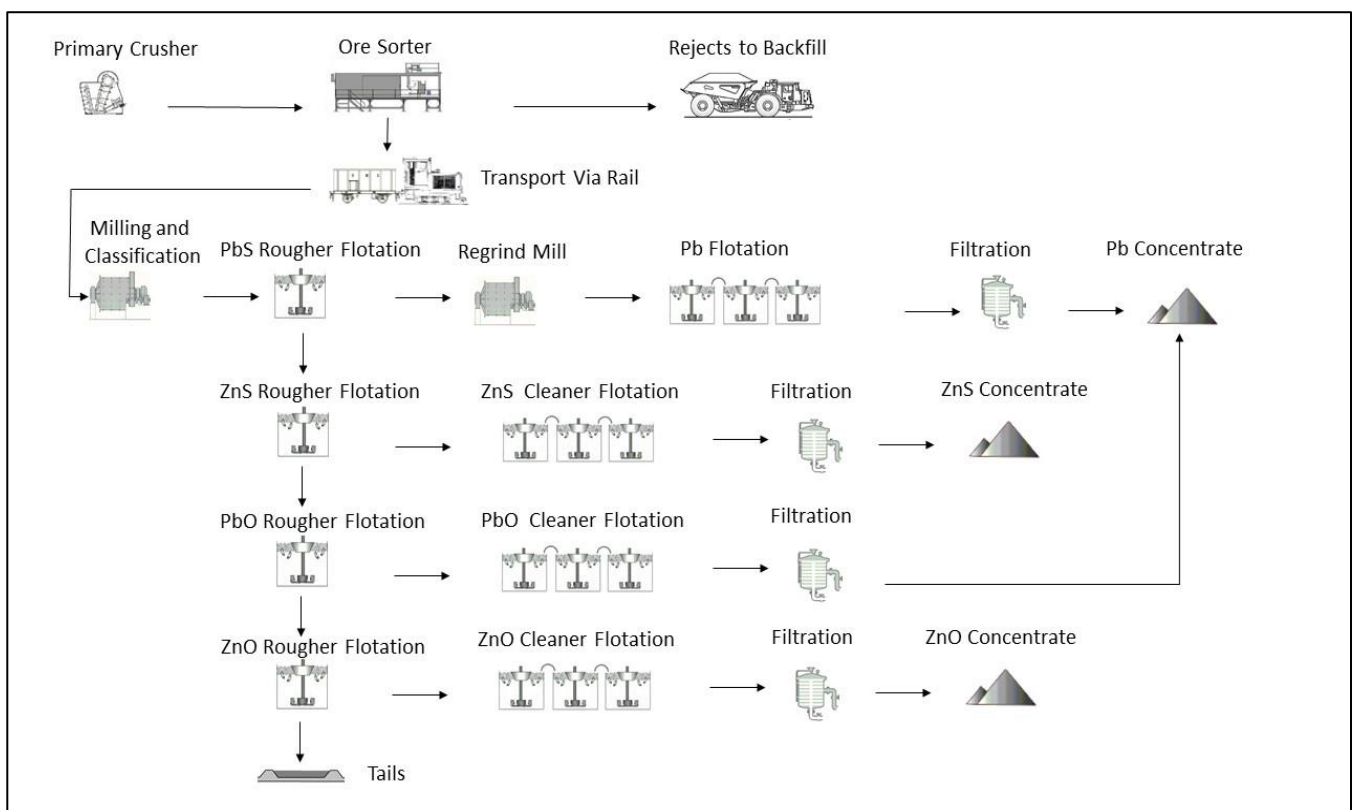 Primary Crusher
Ore Sorter
Rejects to Backfill
Transport Via Rail
Milling and
Classification
PbS Rougher Flotation
Regrind Mill
Pb Flotation
Filtration
Pb Concentrate
ZnS Rougher Flotation
ZnS Cleaner Flotation
Filtration
ZnS Concentrate
PbO Rougher Flotation
PbO Cleaner Flotation
Filtration
ZnO Rougher Flotation
ZnO Cleaner Flotation
Filtration
ZnO Concentrate
Tails